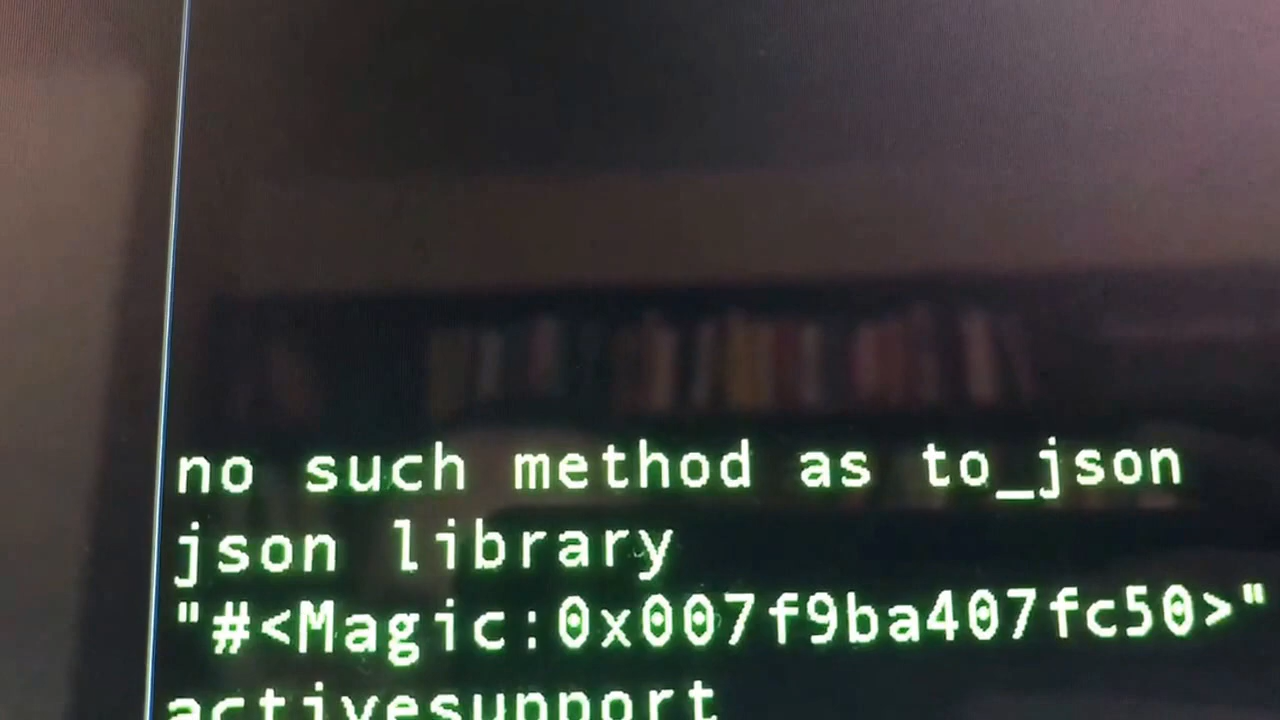 no such method as to_json
json library
"#<Magic:0x007f9ba407fc50>"
activesupport